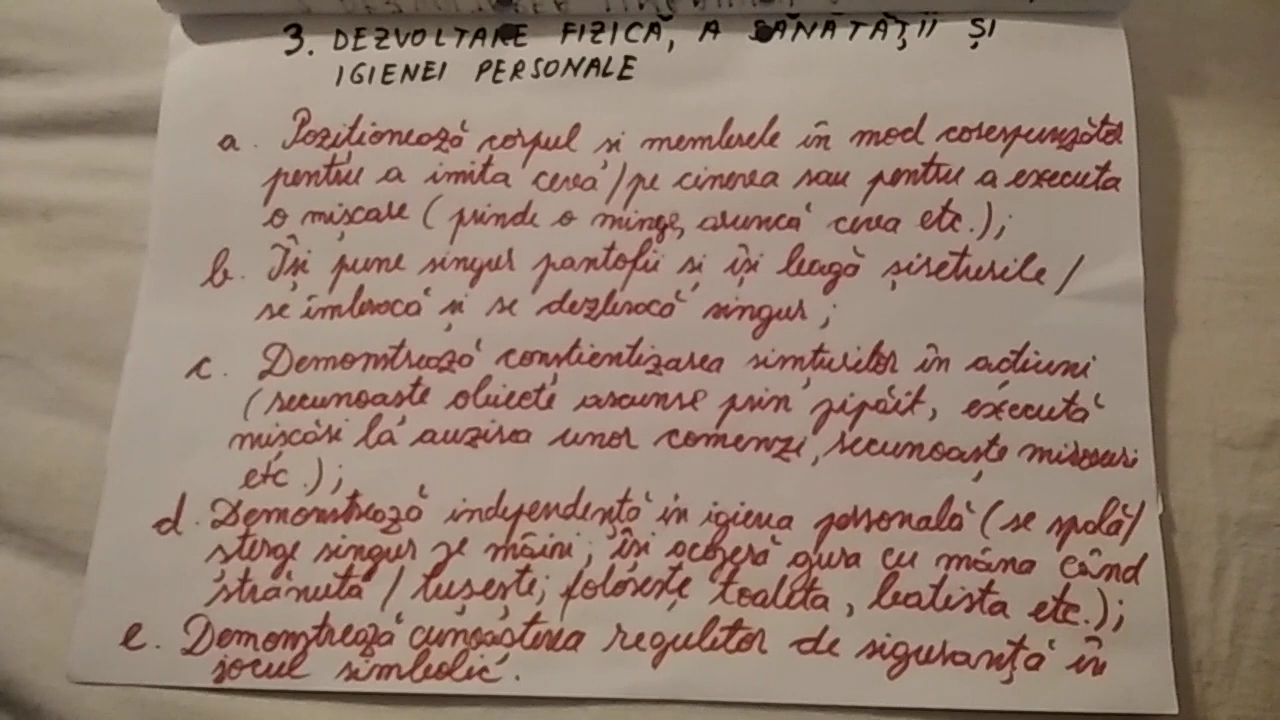 3. DEZVOLTARE FIZICĂ, A SĂNĂTĂȚII ȘI
IGIENEI PERSONALE
a. Poziționează corpul și membrele în mod corespunzător
pentru a imita ceva/pe cineva sau pentru a executa
o mișcare (prinde o minge, aruncă ceva etc.);
b. Își pune singur pantofii și își leagă șireturile /
se îmbracă și se dezbracă singur;
c. Demonstrează conștientizarea simțurilor în acțiuni
(recunoaște obiecte ascunse prin pipăit, execută
mișcări la auzirea unor comenzi, recunoaște mirosuri
etc.);
d. Demonstrează independență în igiena personală (se spală/
șterge singur pe mâini, își acoperă gura cu mâna când
strănută / tușește; folosește toaleta, batista etc.);
e. Demonstrează cunoașterea regulilor de siguranță în
jocul simbolic.